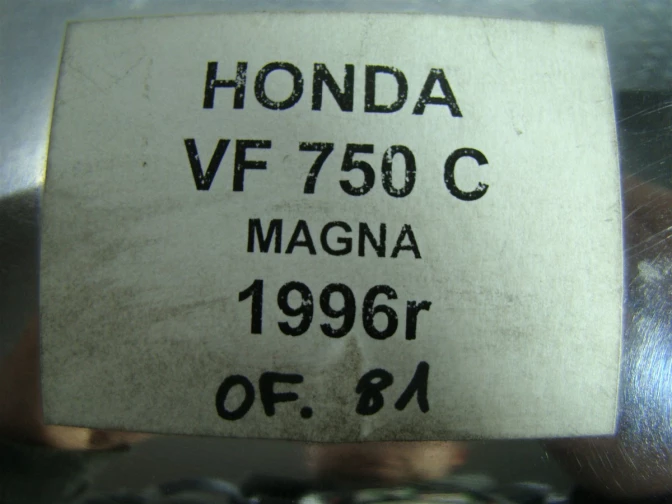 HONDA
VF 750 C
MAGNA
1996r
OF. 81